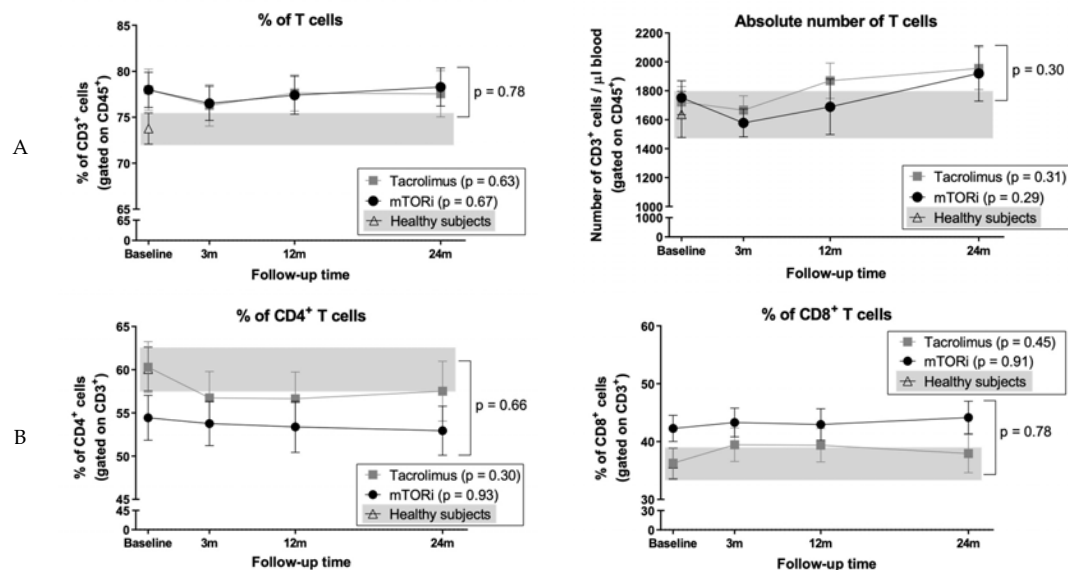 A
% of T cells
% of CD3⁺ cells
(gated on CD45⁺)
85
80
75
70
65
65
0
p = 0.78
Tacrolimus (p = 0.63)
mTORi (p = 0.67)
Healthy subjects
Baseline 3m 12m 24m
Follow-up time
Absolute number of T cells
Number of CD3⁺ cells / µl blood
(gated on CD45⁺)
2200
2000
1800
1600
1400
1200
1000
1000
0
p = 0.30
Tacrolimus (p = 0.31)
mTORi (p = 0.29)
Healthy subjects
Baseline 3m 12m 24m
Follow-up time
B
% of CD4⁺ T cells
% of CD4⁺ cells
(gated on CD3⁺)
65
60
55
50
45
45
0
p = 0.66
Tacrolimus (p = 0.30)
mTORi (p = 0.93)
Healthy subjects
Baseline 3m 12m 24m
Follow-up time
% of CD8⁺ T cells
% of CD8⁺ cells
(gated on CD3⁺)
60
50
40
30
30
0
Tacrolimus (p = 0.45)
mTORi (p = 0.91)
Healthy subjects
p = 0.78
Baseline 3m 12m 24m
Follow-up time